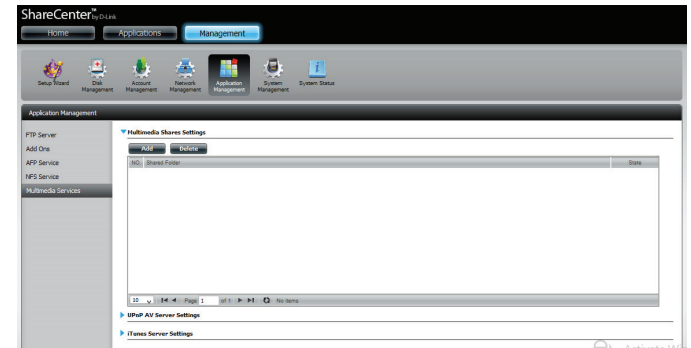 ShareCenter™ by D-Link
Home Applications Management
Setup Wizard Disk Management Account Management Network Management Application Management System Management System Status
Application Management
FTP Server
Add Ons
AFP Service
NFS Service
Multimedia Services
Multimedia Shares Settings
Add Delete
NO. Shared Folder State
10 Page 1 of 1 No items
UPnP AV Server Settings
iTunes Server Settings